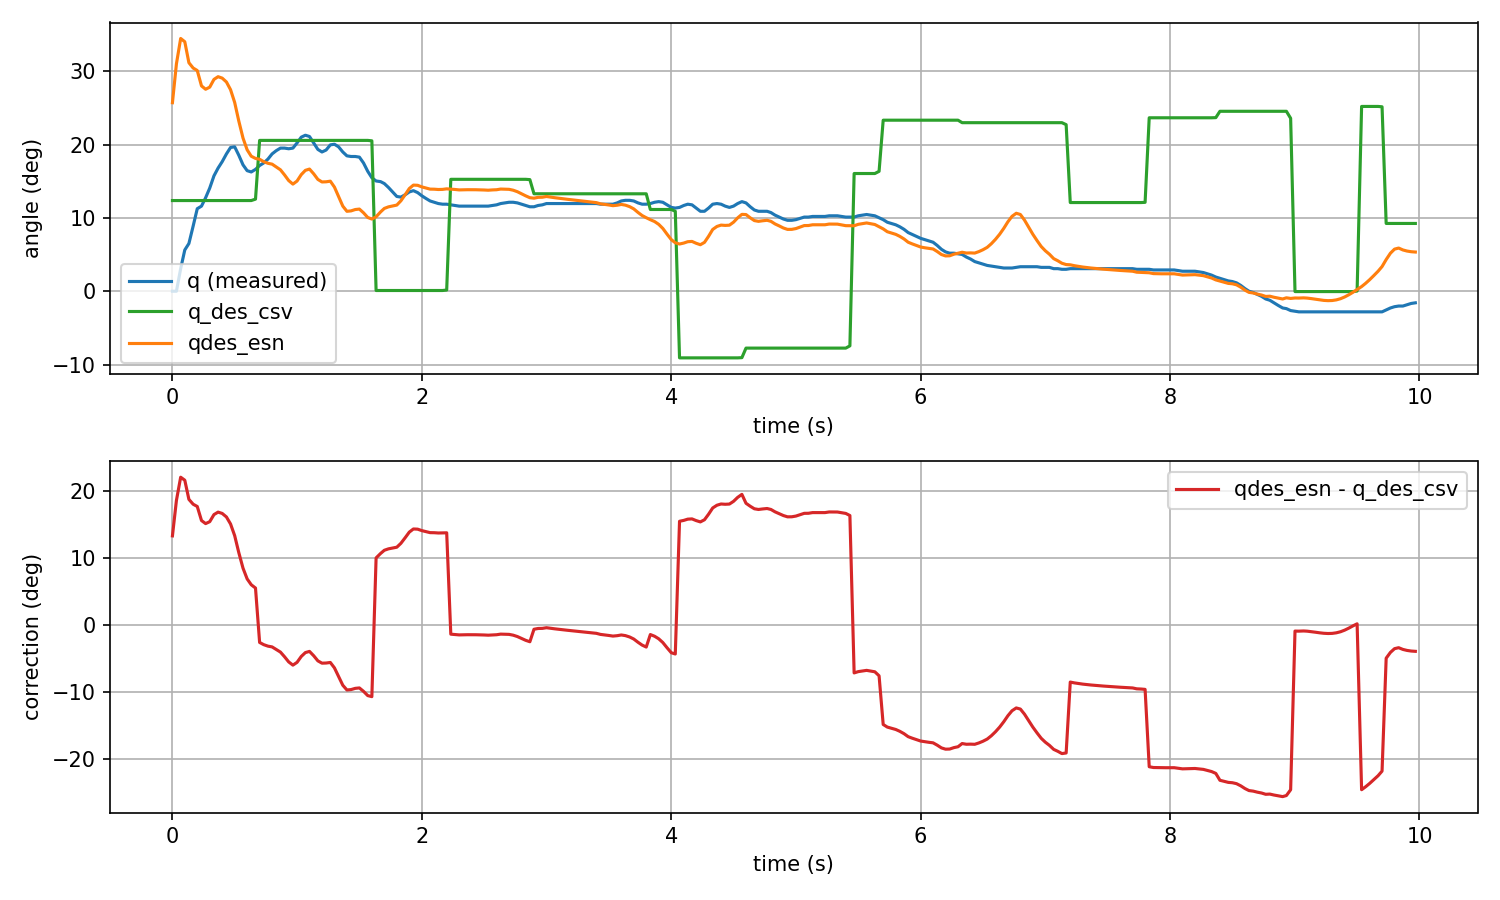 30
20
10
0
−10
angle (deg)
q (measured)
q_des_csv
qdes_esn
0 2 4 6 8 10
time (s)
20
10
0
−10
−20
correction (deg)
qdes_esn - q_des_csv
0 2 4 6 8 10
time (s)